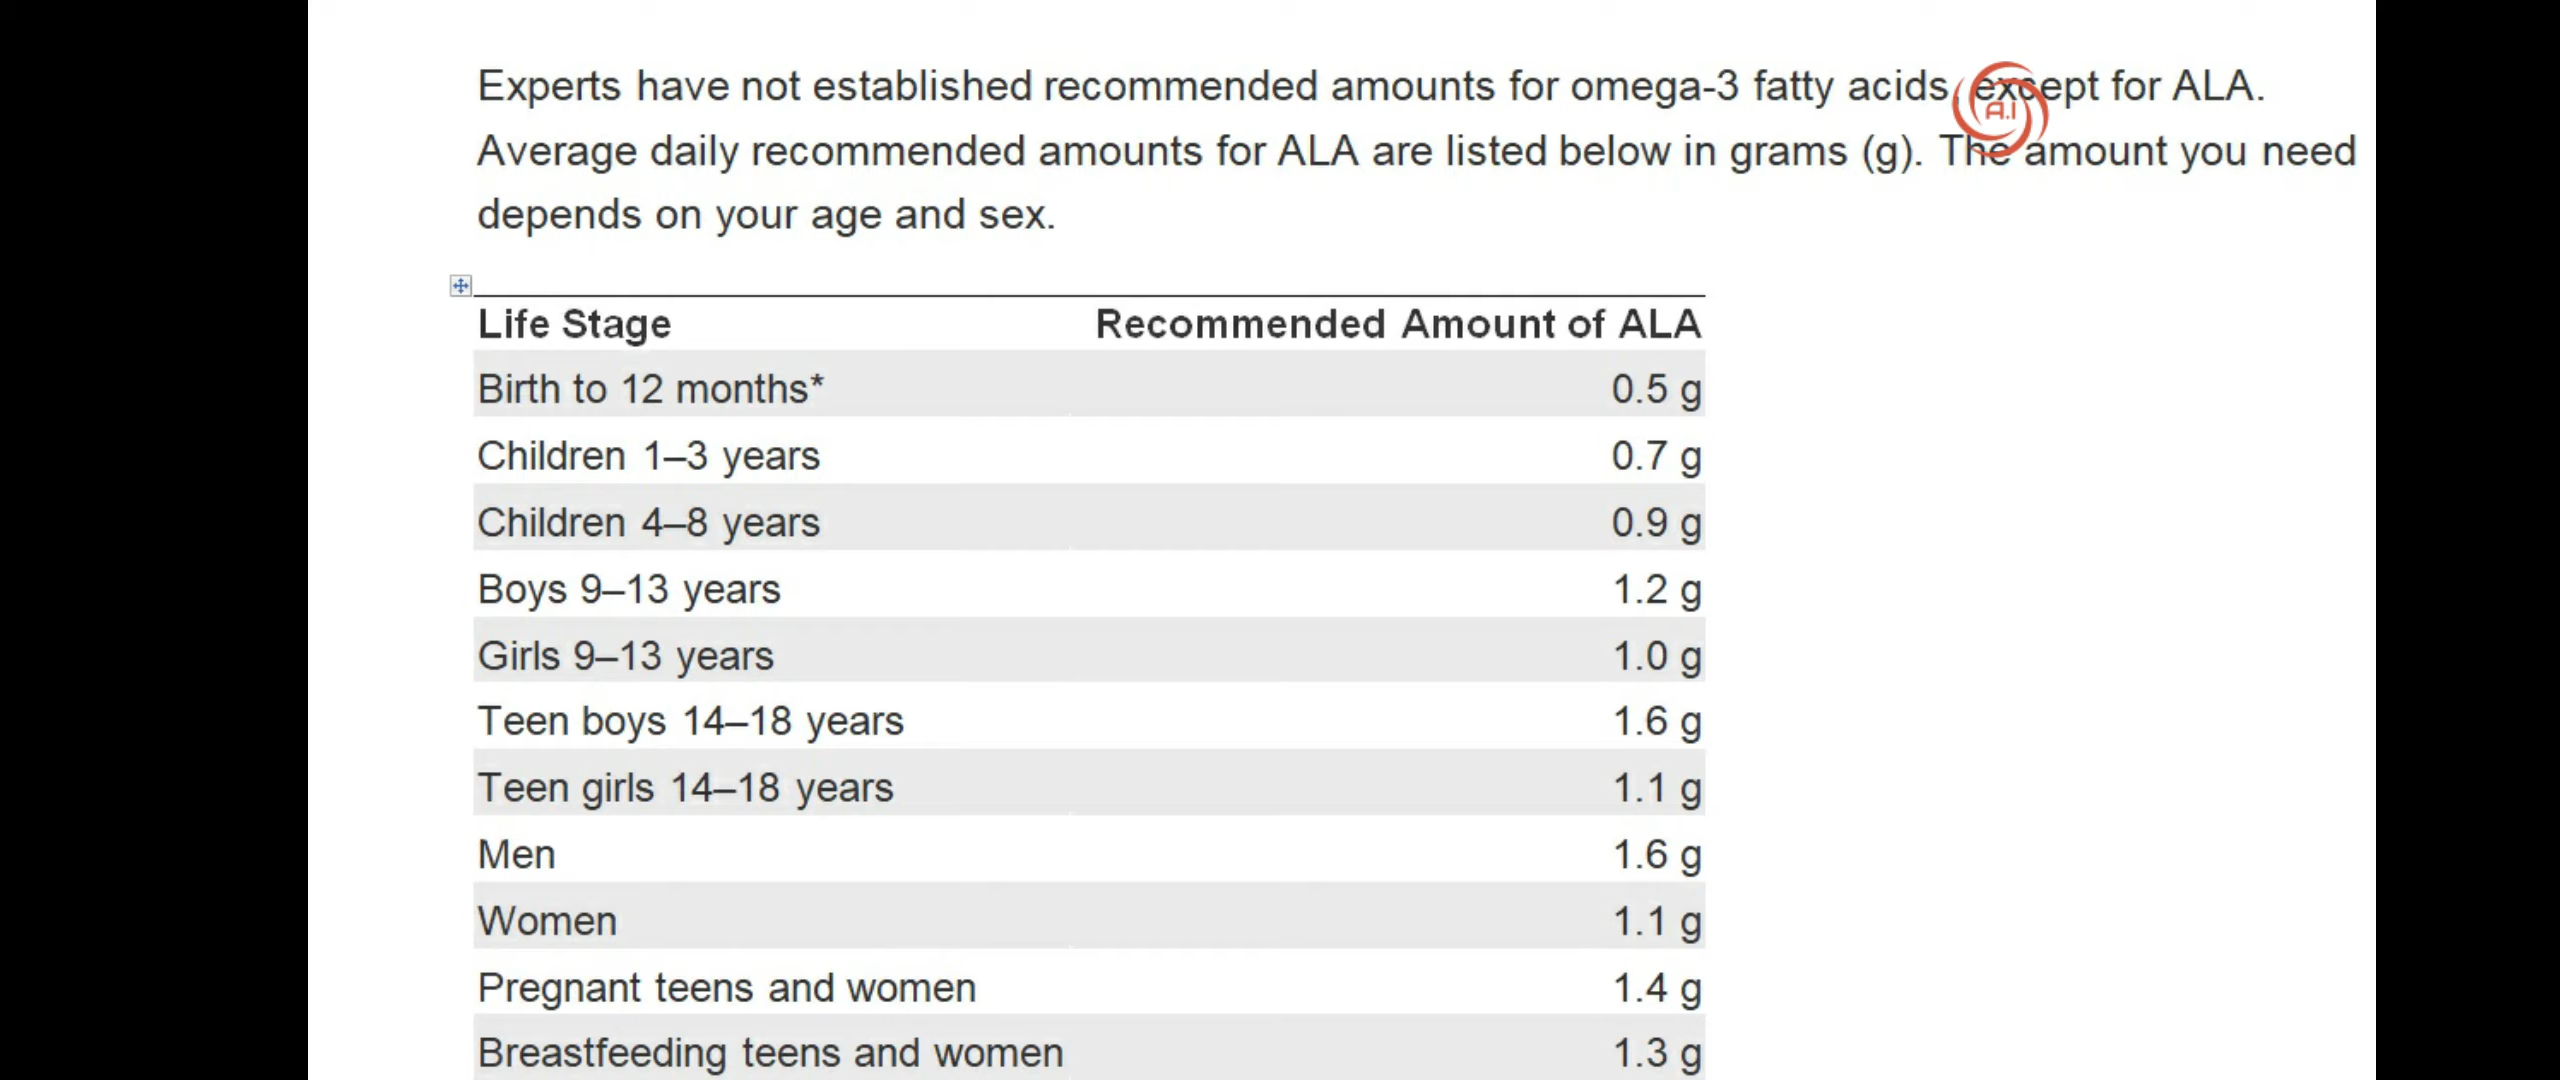 Experts have not established recommended amounts for omega-3 fatty acids, except for ALA.
Average daily recommended amounts for ALA are listed below in grams (g). The amount you need
depends on your age and sex.
A.I
Life Stage Recommended Amount of ALA
Birth to 12 months* 0.5 g
Children 1–3 years 0.7 g
Children 4–8 years 0.9 g
Boys 9–13 years 1.2 g
Girls 9–13 years 1.0 g
Teen boys 14–18 years 1.6 g
Teen girls 14–18 years 1.1 g
Men 1.6 g
Women 1.1 g
Pregnant teens and women 1.4 g
Breastfeeding teens and women 1.3 g